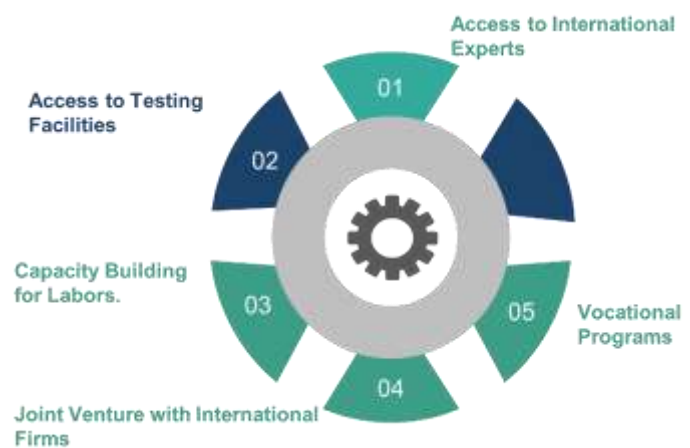 Access to International
Experts
01
Access to Testing
Facilities
02
Capacity Building
for Labors.
03
Joint Venture with International
Firms
04
05
Vocational
Programs